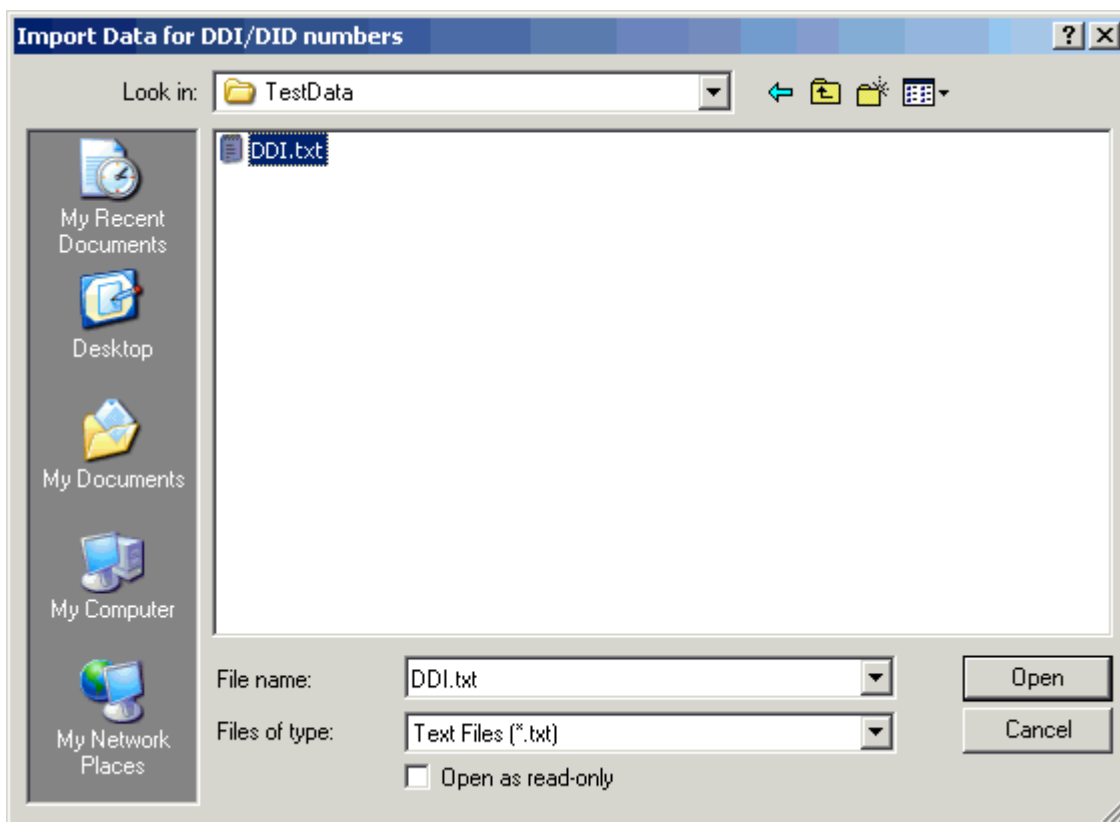 Import Data for DDI/DID numbers
Look in:
TestData
DDI.txt
My Recent
Documents
Desktop
My Documents
My Computer
My Network
Places
File name:
DDI.txt
Open
Files of type:
Text Files (*.txt)
Cancel
Open as read-only